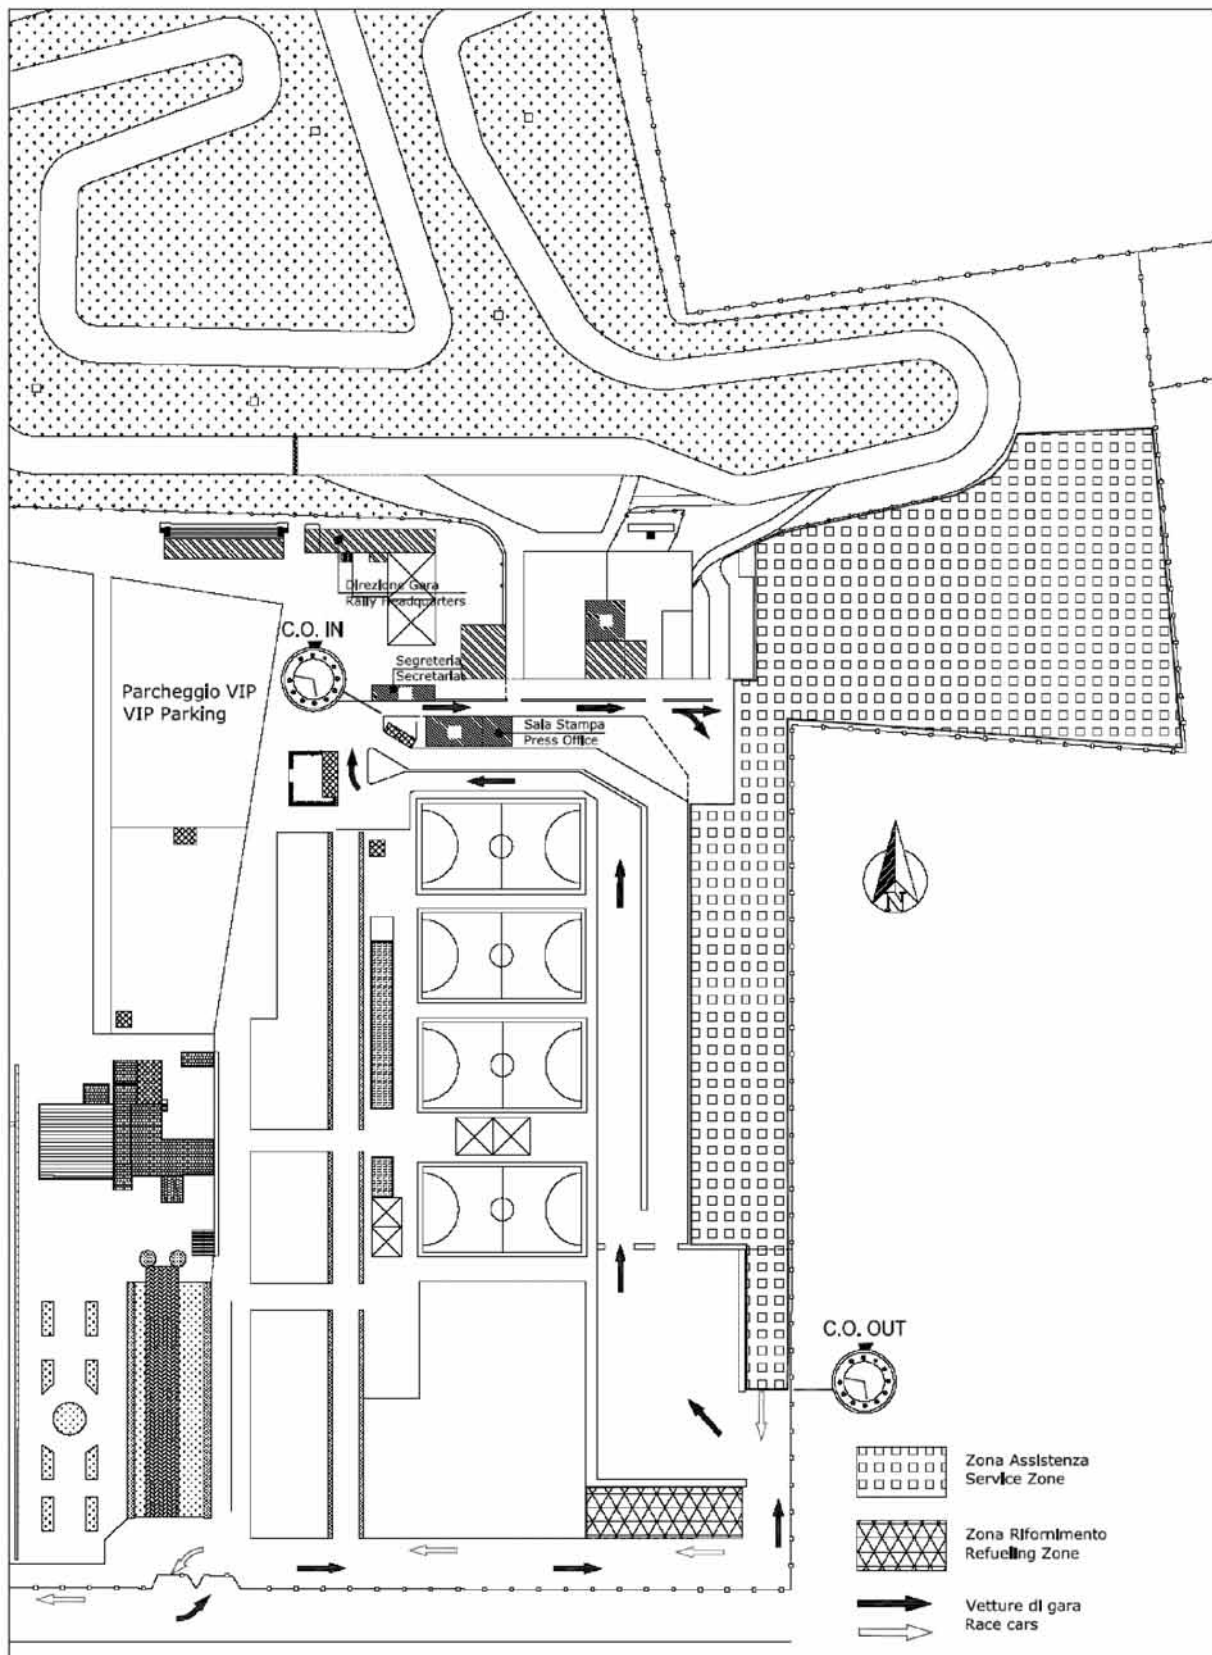 Direzione Gara
Rally Headquarters
C.O. IN
Segreteria
Secretariat
Parcheggio VIP
VIP Parking
Sala Stampa
Press Office
N
C.O. OUT
Zona Assistenza
Service Zone
Zona Rifornimento
Refuelling Zone
Vetture di gara
Race cars